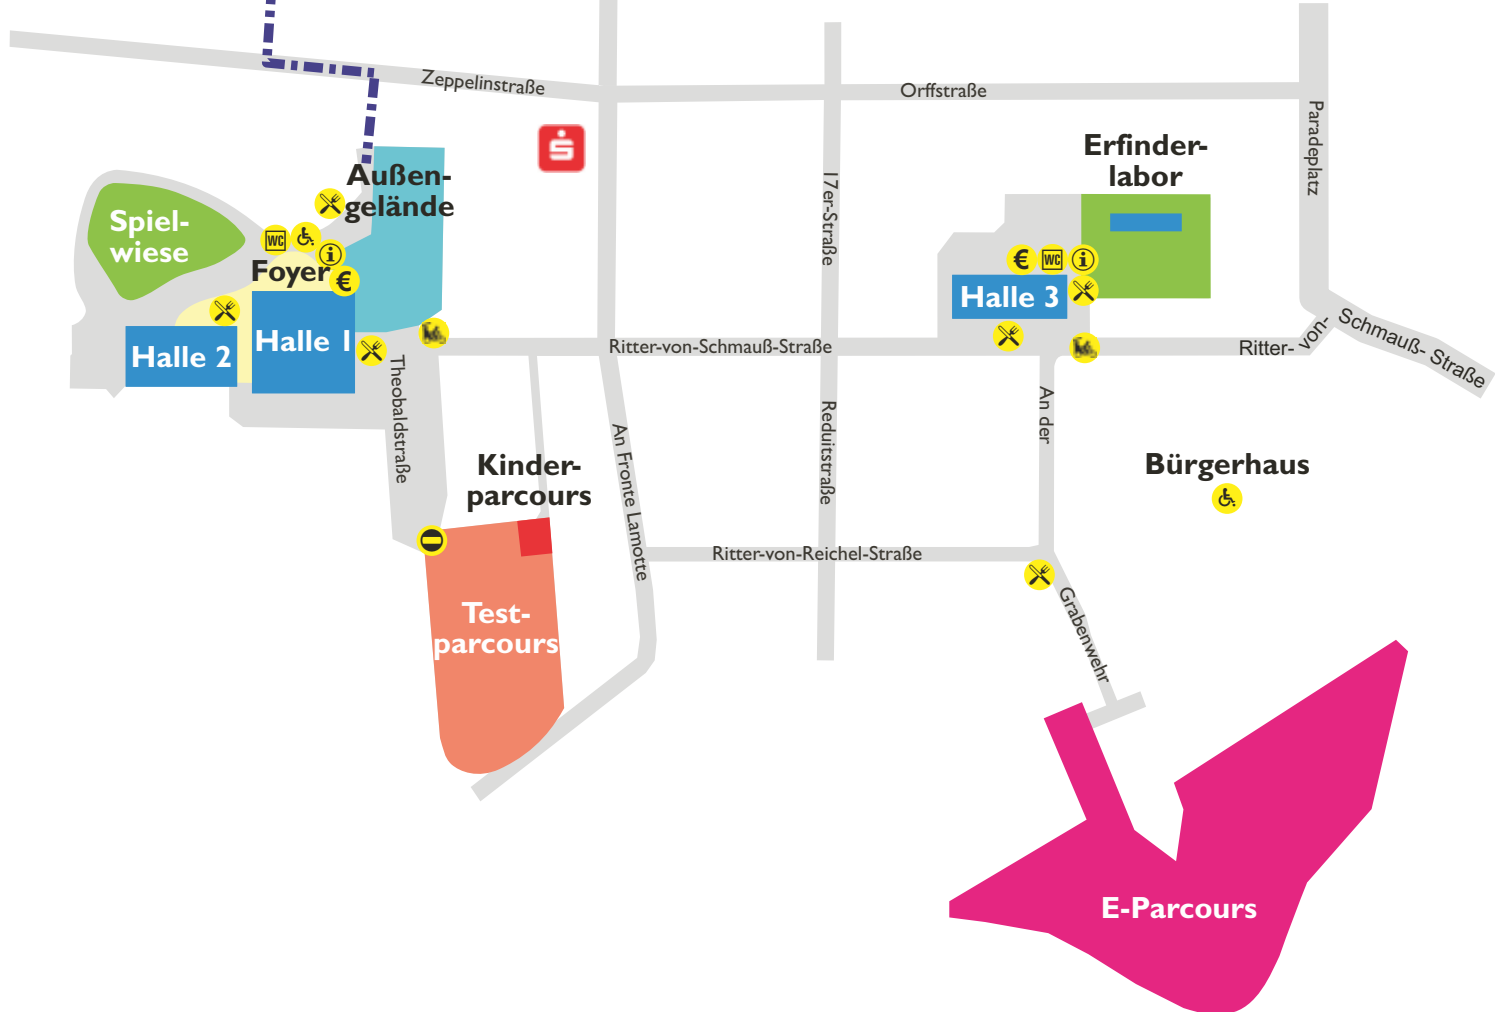 Zeppelinstraße
Orffstraße
Paradeplatz
Erfinder-
labor
17er-Straße
Außen-
gelände
Spiel-
wiese
WC
i
Foyer
€
Halle 1
Halle 2
€
WC
i
Halle 3
Ritter-von-Schmauß-Straße
Ritter- von- Schmauß- Straße
Theobaldstraße
An der
Grabenwehr
Reduitstraße
An Fronte Lamotte
Kinder-
parcours
Bürgerhaus
Ritter-von-Reichel-Straße
Test-
parcours
E-Parcours